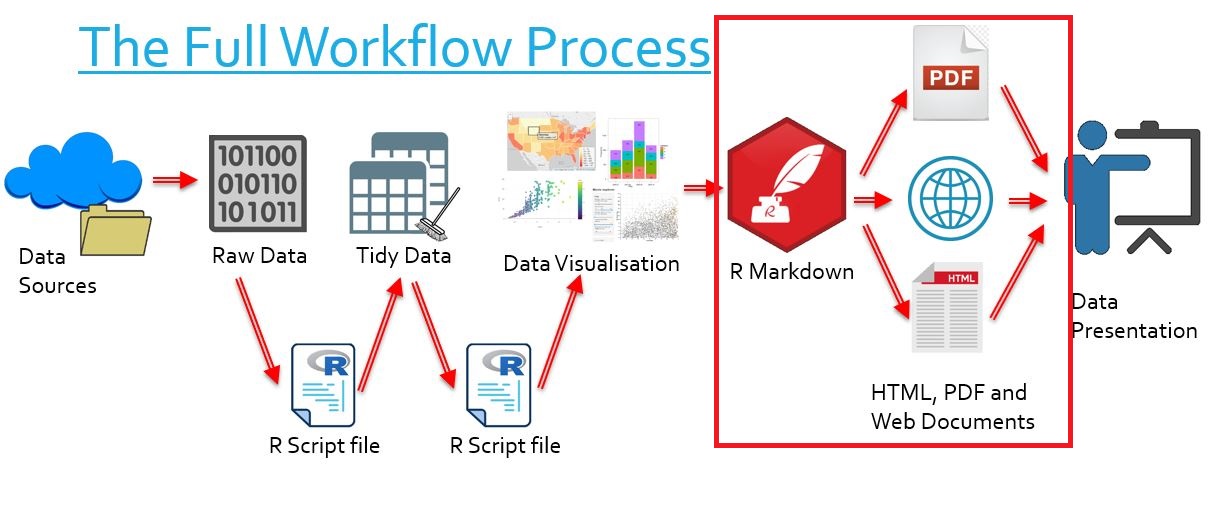 The Full Workflow Process
PDF
101100
010110
101011
Data
Sources
Raw Data
Tidy Data
Data Visualisation
R
R Markdown
HTML
Data
Presentation
R
R Script file
R
R Script file
HTML, PDF and
Web Documents